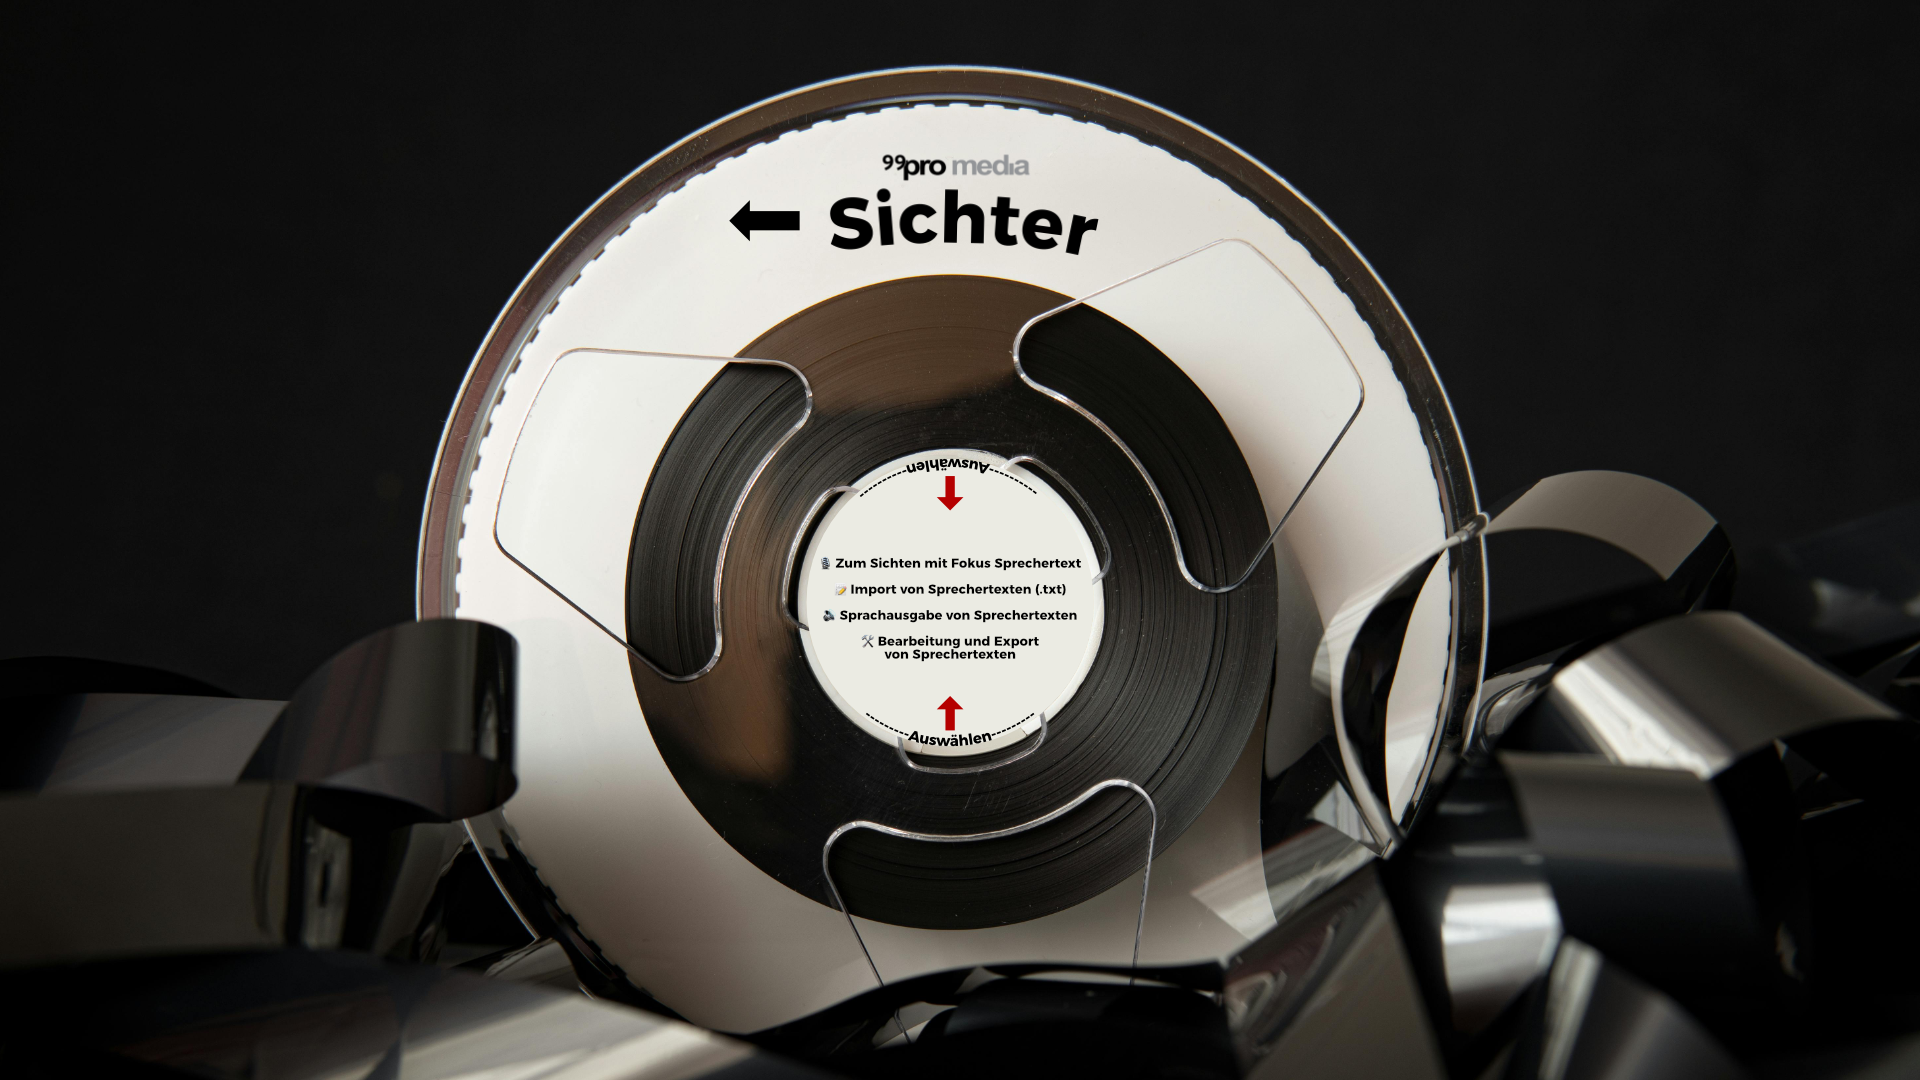 99pro media
Sichter
Auswählen
🎙️ Zum Sichten mit Fokus Sprechertext
📝 Import von Sprechertexten (.txt)
🔊 Sprachausgabe von Sprechertexten
🛠️ Bearbeitung und Export
von Sprechertexten
Auswählen